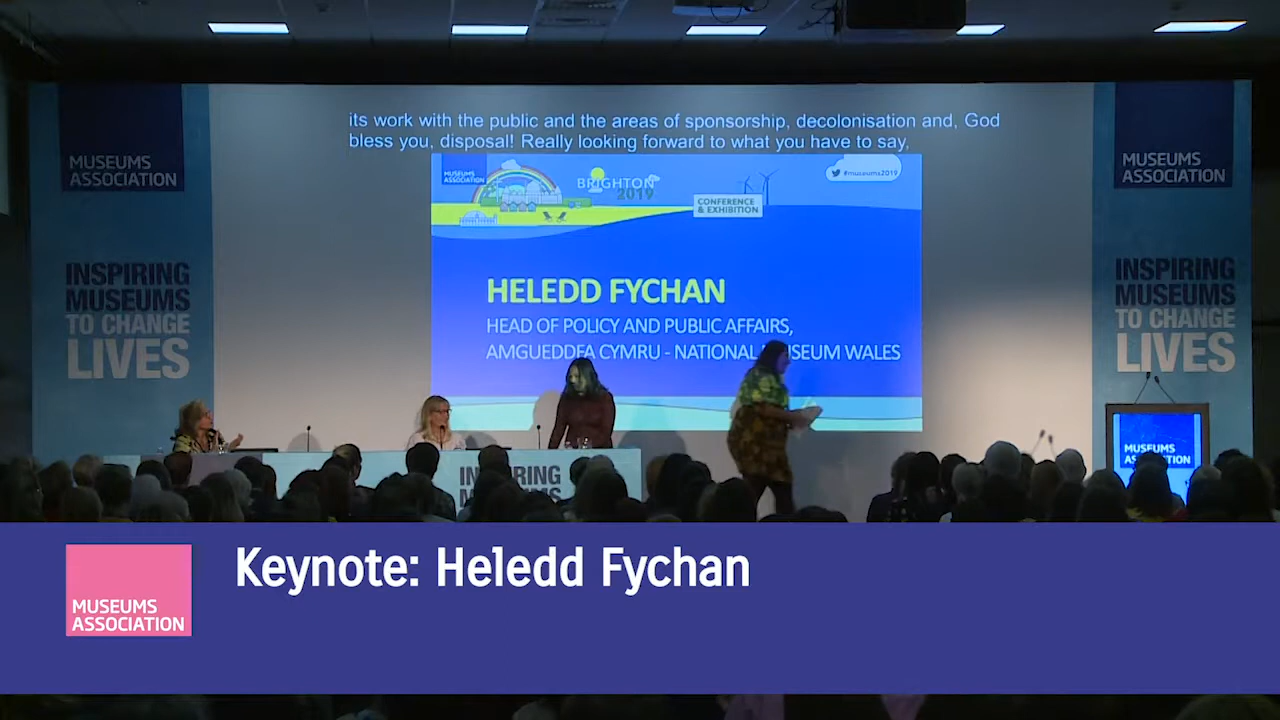 its work with the public and the areas of sponsorship, decolonisation and, God
bless you, disposal! Really looking forward to what you have to say,
MUSEUMS
ASSOCIATION
MUSEUMS
ASSOCIATION
BRIGHTON
2019
#museums2019
CONFERENCE
& EXHIBITION
MUSEUMS
ASSOCIATION
INSPIRING
MUSEUMS
TO CHANGE
LIVES
HELEDD FYCHAN
HEAD OF POLICY AND PUBLIC AFFAIRS,
AMGUEDDFA CYMRU - NATIONAL MUSEUM WALES
INSPIRING
MUSEUMS
TO CHANGE
LIVES
INSPIRING
MUSEUMS
ASSOCIATION
Keynote: Heledd Fychan
MUSEUMS
ASSOCIATION